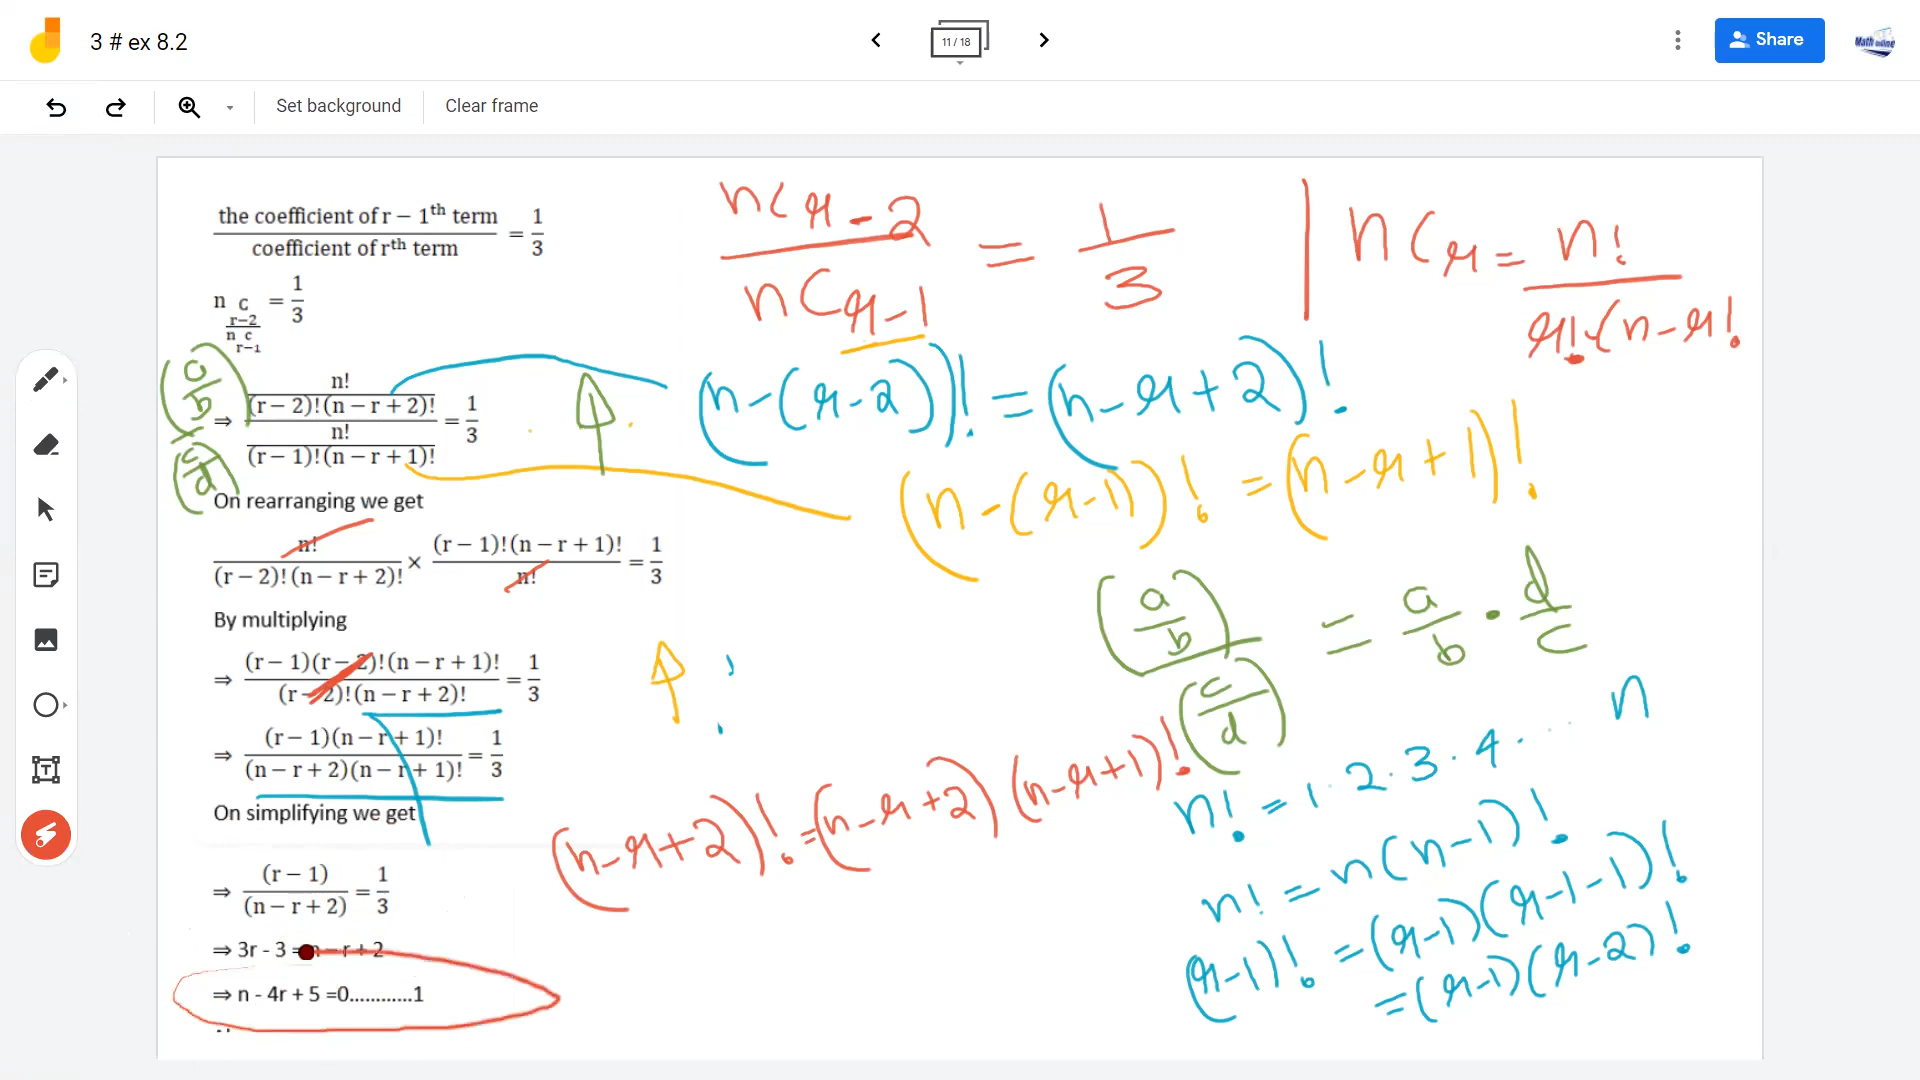 3 # ex 8.2
11 / 18
Share
Math online
Set background
Clear frame
the coefficient of r − 1th term / coefficient of rth term = 1/3
n C r−2 / n C r−1 = 1/3
⇒ n! / (r − 2)! (n − r + 2)! / n! / (r − 1)! (n − r + 1)! = 1/3
On rearranging we get
n! / (r − 2)! (n − r + 2)! × (r − 1)! (n − r + 1)! / n! = 1/3
By multiplying
⇒ (r − 1)(r − 2)! (n − r + 1)! / (r − 2)! (n − r + 2)! = 1/3
⇒ (r − 1)(n − r + 1)! / (n − r + 2)(n − r + 1)! = 1/3
On simplifying we get
⇒ (r − 1) / (n − r + 2) = 1/3
⇒ 3r - 3 = n − r + 2
⇒ n - 4r + 5 =0............1
(a/b) / (c/d)
nCr-2 / nCr-1 = 1/3
nCr = n! / r! (n-r!
(n-(r-2))! = (n-r+2)!
(n-(r-1))! = (n-r+1)!
(a/b) / (c/d) = a/b · d/c
n! = 1 · 2 · 3 · 4 · ... n
(n-r+2)! = (n-r+2)(n-r+1)!
n! = n(n-1)!
(r-1)! = (r-1)(r-1-1)!
= (r-1)(r-2)!